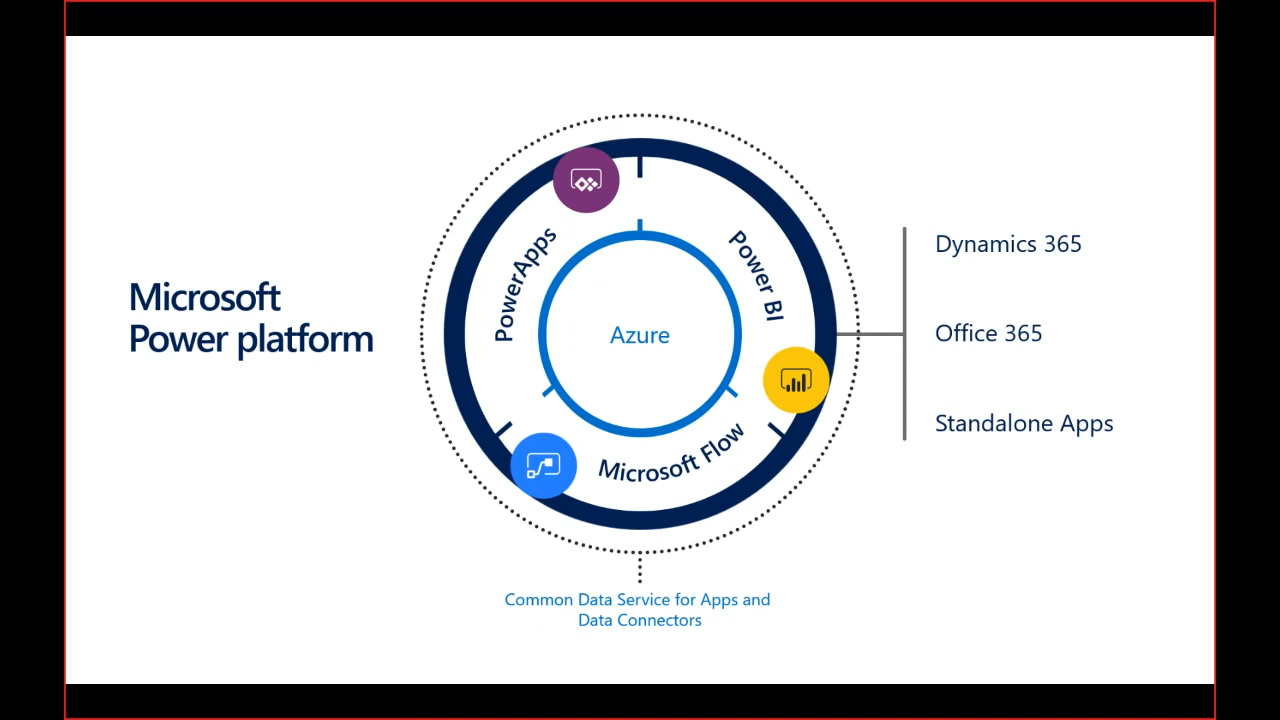 Microsoft
Power platform
PowerApps
Power BI
Microsoft Flow
Azure
Dynamics 365
Office 365
Standalone Apps
Common Data Service for Apps and
Data Connectors